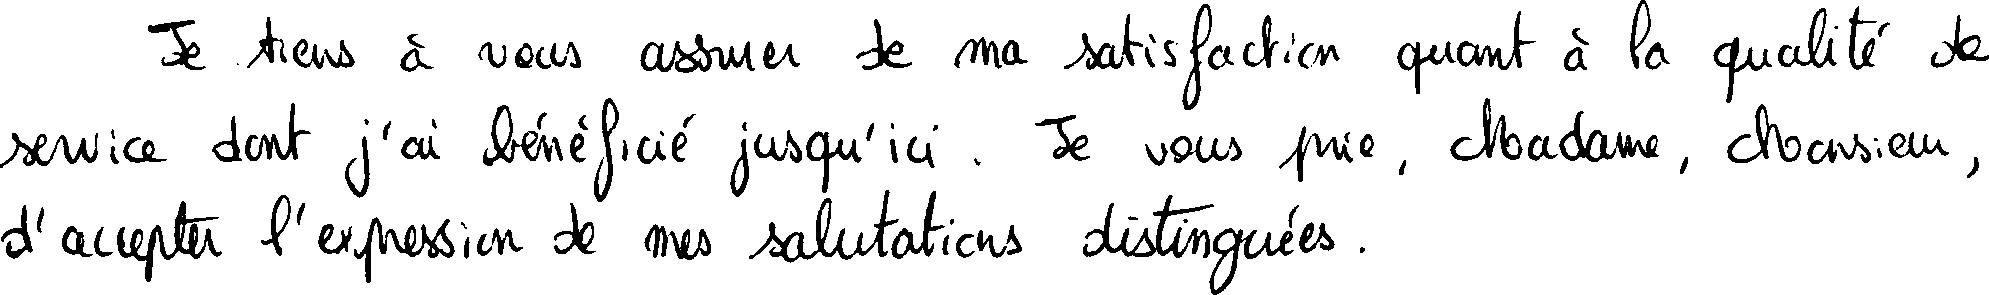 Je tiens à vous assurer de ma satisfaction quant à la qualité de
service dont j'ai bénéficié jusqu'ici. Je vous prie, Madame, Monsieur,
d'accepter l'expression de mes salutations distinguées.